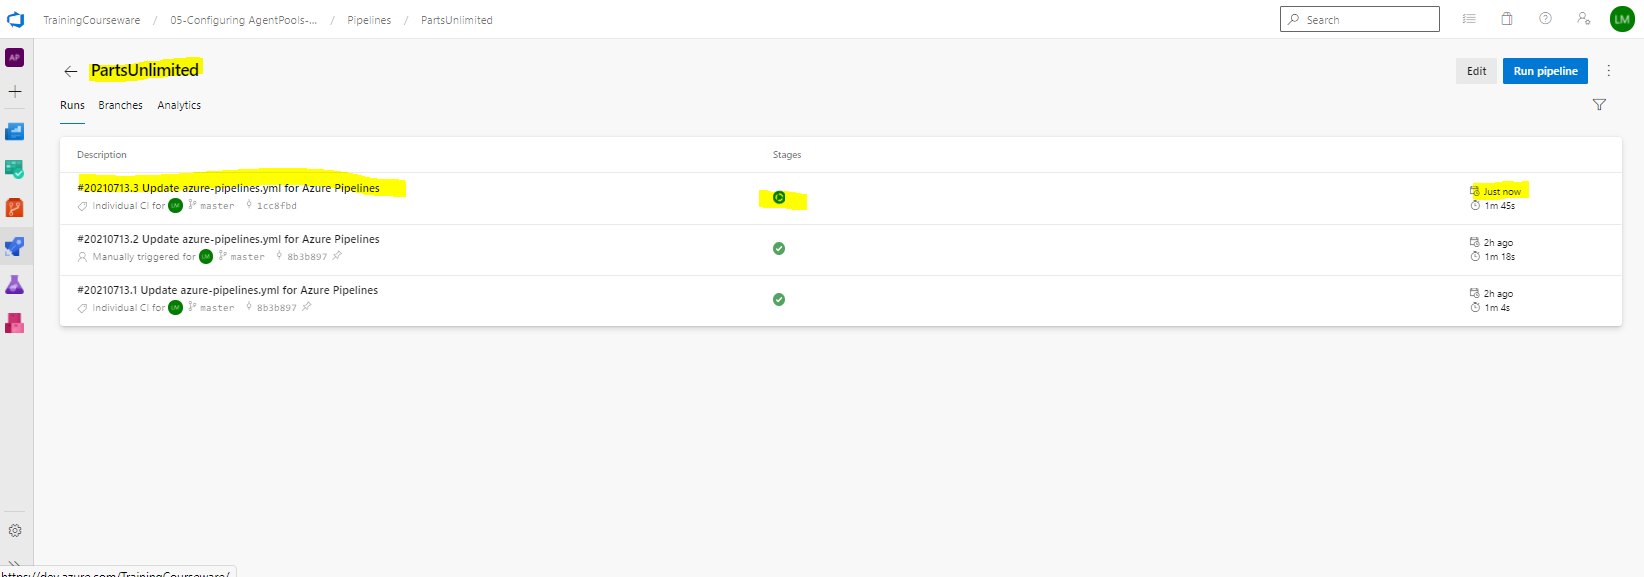 TrainingCourseware / 05-Configuring AgentPools-... / Pipelines / PartsUnlimited
Search
LM
AP
PartsUnlimited
Edit
Run pipeline
Runs Branches Analytics
Description Stages
#20210713.3 Update azure-pipelines.yml for Azure Pipelines
Just now
Individual CI for LM master 1cc8fbd
1m 45s
#20210713.2 Update azure-pipelines.yml for Azure Pipelines
2h ago
Manually triggered for LM master 8b3b897
1m 18s
#20210713.1 Update azure-pipelines.yml for Azure Pipelines
2h ago
Individual CI for LM master 8b3b897
1m 4s
https://dev.azure.com/TrainingCourseware/